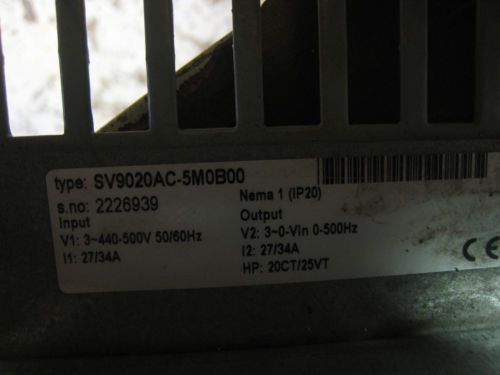 type: SV9020AC-5M0B00
s.no: 2226939
Nema 1 (IP20)
Input
Output
V1: 3~440-500V 50/60Hz
V2: 3~0-Vin 0-500Hz
I1: 27/34A
I2: 27/34A
HP: 20CT/25VT
CE